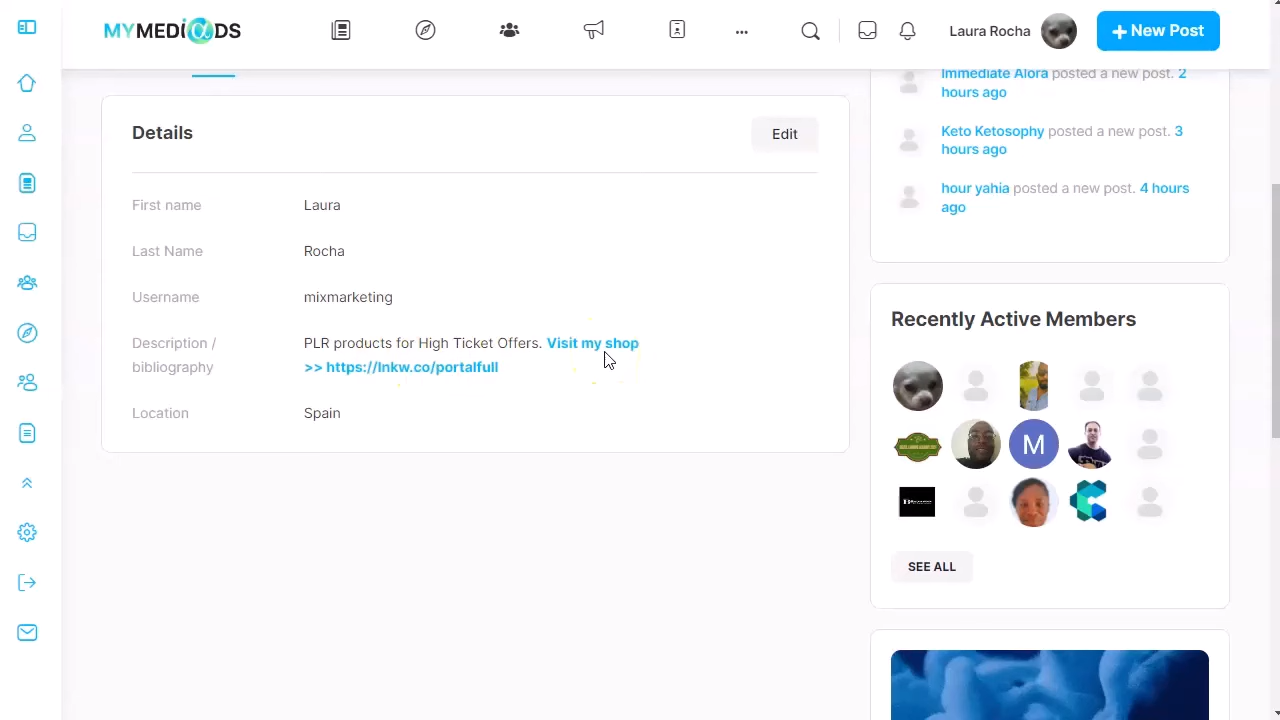 MYMEDI@DS
...
Laura Rocha
+ New Post
Details
Edit
First name
Laura
Last Name
Rocha
Username
mixmarketing
Description /
bibliography
PLR products for High Ticket Offers. Visit my shop
>> https://lnkw.co/portalfull
Location
Spain
Immediate Alora posted a new post. 2
hours ago
Keto Ketosophy posted a new post. 3
hours ago
hour yahia posted a new post. 4 hours
ago
Recently Active Members
M
SEE ALL